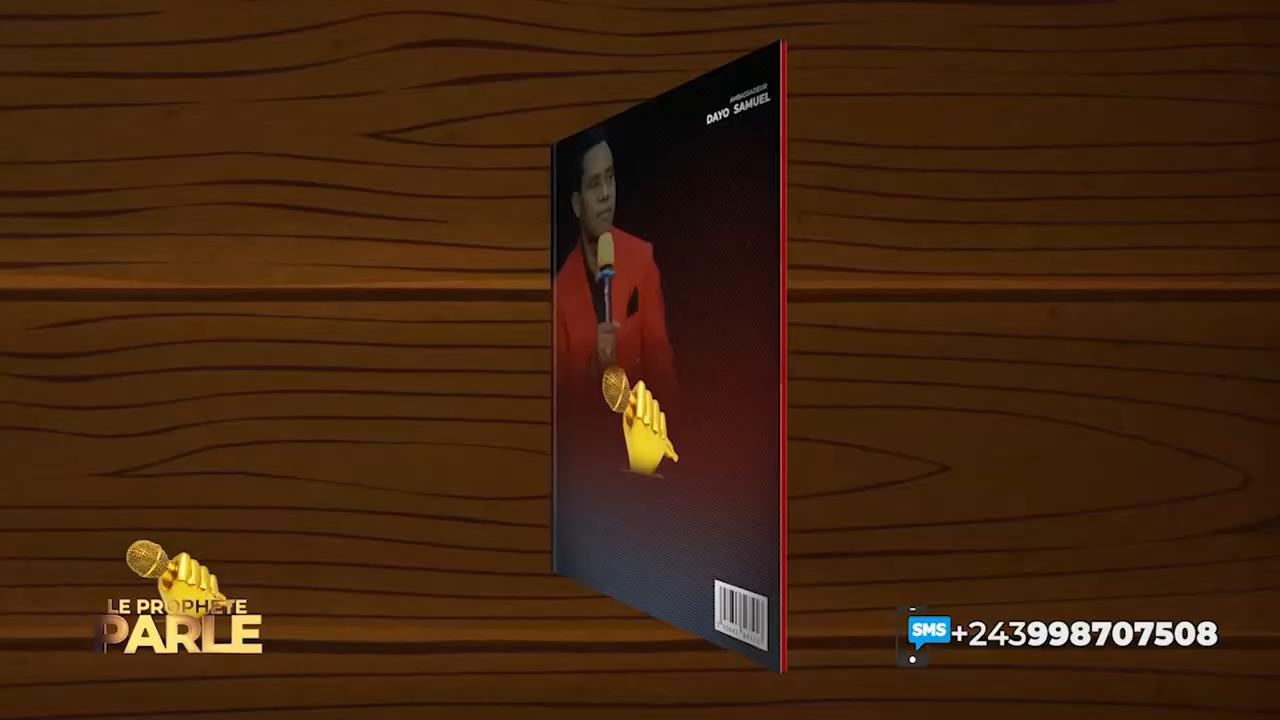 AMBASSADEUR
DAYO SAMUEL
LE PROPHÈTE
PARLE
SMS
+243998707508